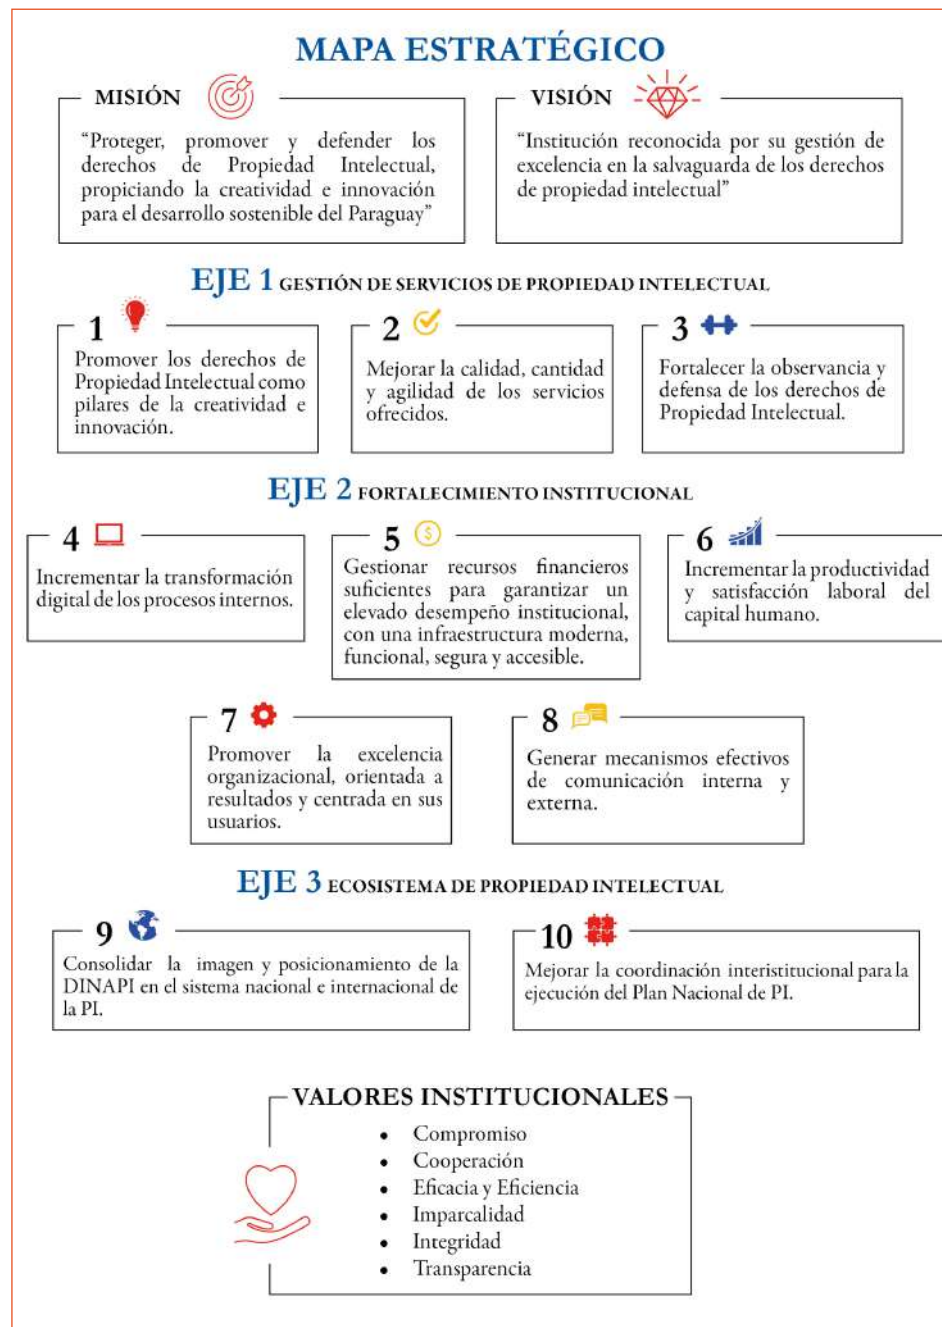 MAPA ESTRATÉGICO
MISIÓN
“Proteger, promover y defender los
derechos de Propiedad Intelectual,
propiciando la creatividad e innovación
para el desarrollo sostenible del Paraguay”
VISIÓN
“Institución reconocida por su gestión de
excelencia en la salvaguarda de los derechos
de propiedad intelectual”
EJE 1 GESTIÓN DE SERVICIOS DE PROPIEDAD INTELECTUAL
1
Promover los derechos de
Propiedad Intelectual como
pilares de la creatividad e
innovación.
2
Mejorar la calidad, cantidad
y agilidad de los servicios
ofrecidos.
3
Fortalecer la observancia y
defensa de los derechos de
Propiedad Intelectual.
EJE 2 FORTALECIMIENTO INSTITUCIONAL
4
Incrementar la transformación
digital de los procesos internos.
5
$
Gestionar recursos financieros
suficientes para garantizar un
elevado desempeño institucional,
con una infraestructura moderna,
funcional, segura y accesible.
6
Incrementar la productividad
y satisfacción laboral del
capital humano.
7
Promover la excelencia
organizacional, orientada a
resultados y centrada en sus
usuarios.
8
Generar mecanismos efectivos
de comunicación interna y
externa.
EJE 3 ECOSISTEMA DE PROPIEDAD INTELECTUAL
9
Consolidar la imagen y posicionamiento de la
DINAPI en el sistema nacional e internacional de
la PI.
10
Mejorar la coordinación interistitucional para la
ejecución del Plan Nacional de PI.
VALORES INSTITUCIONALES
• Compromiso
• Cooperación
• Eficacia y Eficiencia
• Imparcalidad
• Integridad
• Transparencia